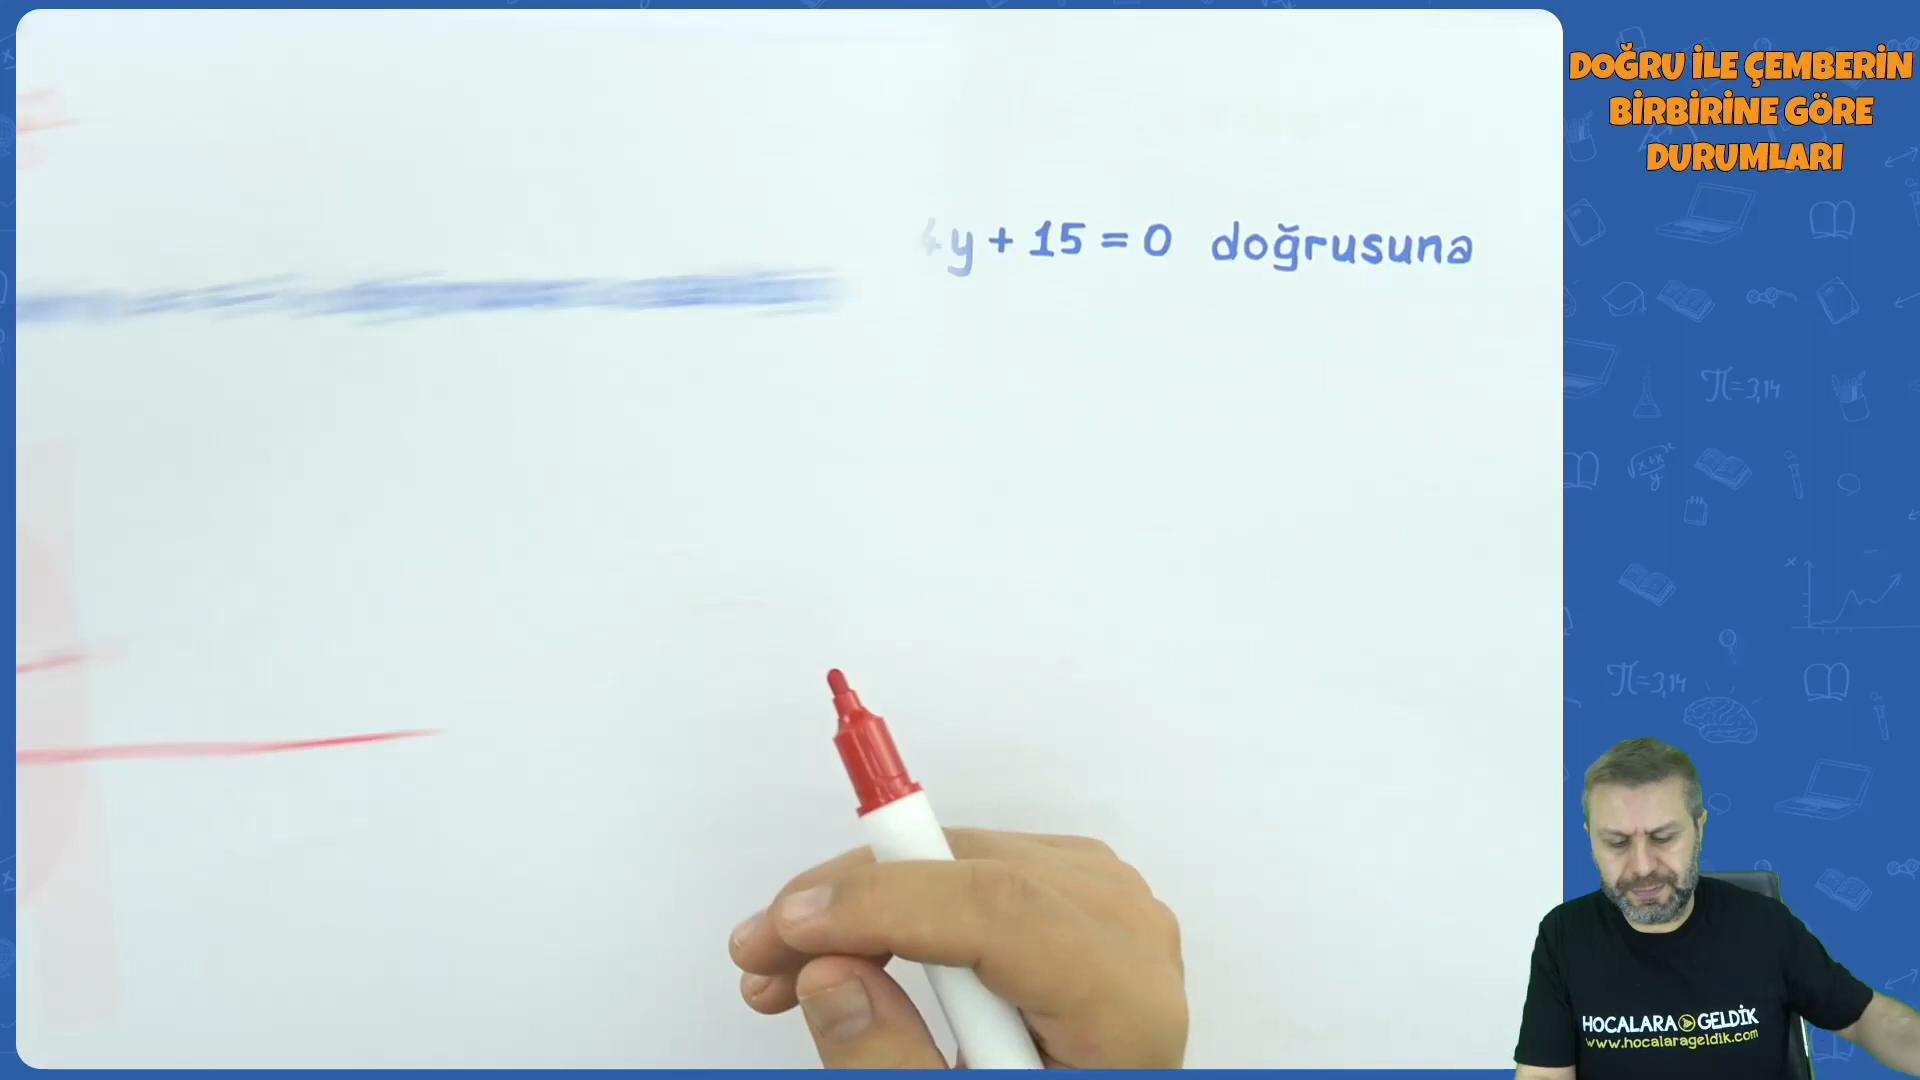 DOĞRU İLE ÇEMBERİN
BİRBİRİNE GÖRE
DURUMLARI
4y + 15 = 0 doğrusuna
π=3,14
π=3,14
HOCALARA GELDİK
www.hocalarageldik.com